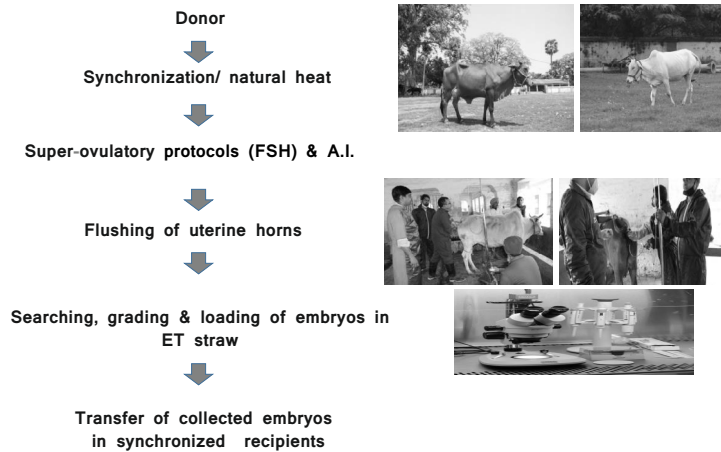 Donor
Synchronization/ natural heat
Super-ovulatory protocols (FSH) & A.I.
Flushing of uterine horns
Searching, grading & loading of embryos in
ET straw
Transfer of collected embryos
in synchronized recipients